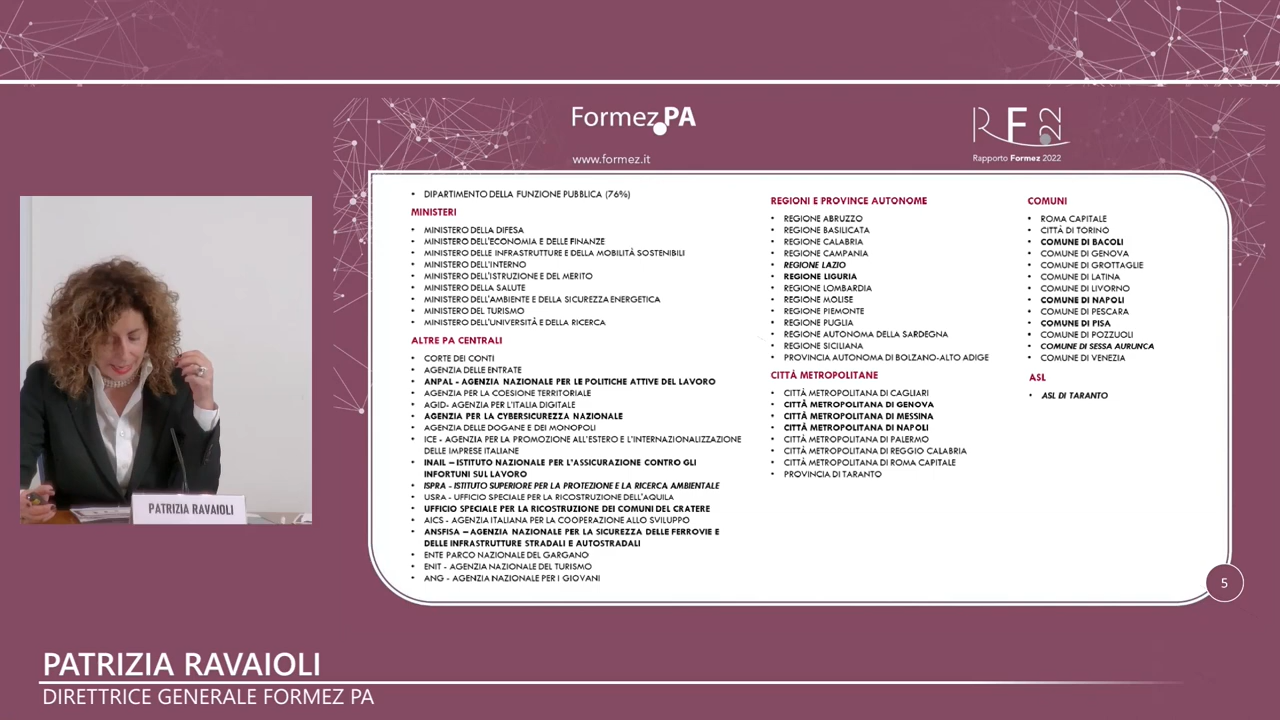 FormezPA
www.formez.it
RF22
Rapporto Formez 2022
• DIPARTIMENTO DELLA FUNZIONE PUBBLICA (76%)
MINISTERI
• MINISTERO DELLA DIFESA
• MINISTERO DELL'ECONOMIA E DELLE FINANZE
• MINISTERO DELLE INFRASTRUTTURE E DELLA MOBILITÀ SOSTENIBILI
• MINISTERO DELL'INTERNO
• MINISTERO DELL'ISTRUZIONE E DEL MERITO
• MINISTERO DELLA SALUTE
• MINISTERO DELL'AMBIENTE E DELLA SICUREZZA ENERGETICA
• MINISTERO DEL TURISMO
• MINISTERO DELL'UNIVERSITÀ E DELLA RICERCA
ALTRE PA CENTRALI
• CORTE DEI CONTI
• AGENZIA DELLE ENTRATE
• ANPAL - AGENZIA NAZIONALE PER LE POLITICHE ATTIVE DEL LAVORO
• AGENZIA PER LA COESIONE TERRITORIALE
• AGID- AGENZIA PER L'ITALIA DIGITALE
• AGENZIA PER LA CYBERSICUREZZA NAZIONALE
• AGENZIA DELLE DOGANE E DEI MONOPOLI
• ICE - AGENZIA PER LA PROMOZIONE ALL'ESTERO E L'INTERNAZIONALIZZAZIONE
DELLE IMPRESE ITALIANE
• INAIL – ISTITUTO NAZIONALE PER L'ASSICURAZIONE CONTRO GLI
INFORTUNI SUL LAVORO
• ISPRA - ISTITUTO SUPERIORE PER LA PROTEZIONE E LA RICERCA AMBIENTALE
• USRA - UFFICIO SPECIALE PER LA RICOSTRUZIONE DELL'AQUILA
• UFFICIO SPECIALE PER LA RICOSTRUZIONE DEI COMUNI DEL CRATERE
• AICS - AGENZIA ITALIANA PER LA COOPERAZIONE ALLO SVILUPPO
• ANSFISA – AGENZIA NAZIONALE PER LA SICUREZZA DELLE FERROVIE E
DELLE INFRASTRUTTURE STRADALI E AUTOSTRADALI
• ENTE PARCO NAZIONALE DEL GARGANO
• ENIT - AGENZIA NAZIONALE DEL TURISMO
• ANG - AGENZIA NAZIONALE PER I GIOVANI
REGIONI E PROVINCE AUTONOME
• REGIONE ABRUZZO
• REGIONE BASILICATA
• REGIONE CALABRIA
• REGIONE CAMPANIA
• REGIONE LAZIO
• REGIONE LIGURIA
• REGIONE LOMBARDIA
• REGIONE MOLISE
• REGIONE PIEMONTE
• REGIONE PUGLIA
• REGIONE AUTONOMA DELLA SARDEGNA
• REGIONE SICILIANA
• PROVINCIA AUTONOMA DI BOLZANO-ALTO ADIGE
CITTÀ METROPOLITANE
• CITTÀ METROPOLITANA DI CAGLIARI
• CITTÀ METROPOLITANA DI GENOVA
• CITTÀ METROPOLITANA DI MESSINA
• CITTÀ METROPOLITANA DI NAPOLI
• CITTÀ METROPOLITANA DI PALERMO
• CITTÀ METROPOLITANA DI REGGIO CALABRIA
• CITTÀ METROPOLITANA DI ROMA CAPITALE
• PROVINCIA DI TARANTO
COMUNI
• ROMA CAPITALE
• CITTÀ DI TORINO
• COMUNE DI BACOLI
• COMUNE DI GENOVA
• COMUNE DI GROTTAGLIE
• COMUNE DI LATINA
• COMUNE DI LIVORNO
• COMUNE DI NAPOLI
• COMUNE DI PESCARA
• COMUNE DI PISA
• COMUNE DI POZZUOLI
• COMUNE DI SESSA AURUNCA
• COMUNE DI VENEZIA
ASL
• ASL DI TARANTO
5
PATRIZIA RAVAIOLI
PATRIZIA RAVAIOLI
DIRETTRICE GENERALE FORMEZ PA